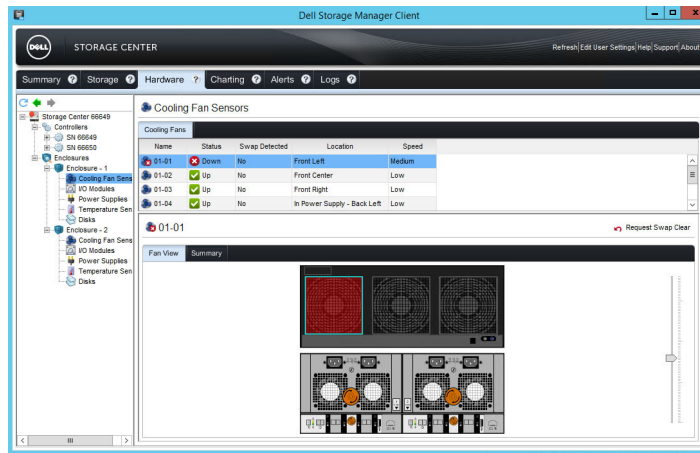 Dell Storage Manager Client
DELL STORAGE CENTER Refresh|Edit User Settings|Help|Support|About
Summary ? Storage ? Hardware ? Charting ? Alerts ? Logs ?
Cooling Fan Sensors
Storage Center 66649
Controllers
SN 66649
SN 66650
Enclosures
Enclosure - 1
Cooling Fan Sens
I/O Modules
Power Supplies
Temperature Sen
Disks
Enclosure - 2
Cooling Fan Sens
I/O Modules
Power Supplies
Temperature Sen
Disks
Cooling Fans
Name Status Swap Detected Location Speed
01-01 Down No Front Left Medium
01-02 Up No Front Center Low
01-03 Up No Front Right Low
01-04 Up No In Power Supply - Back Left Low
01-01 Request Swap Clear
Fan View Summary